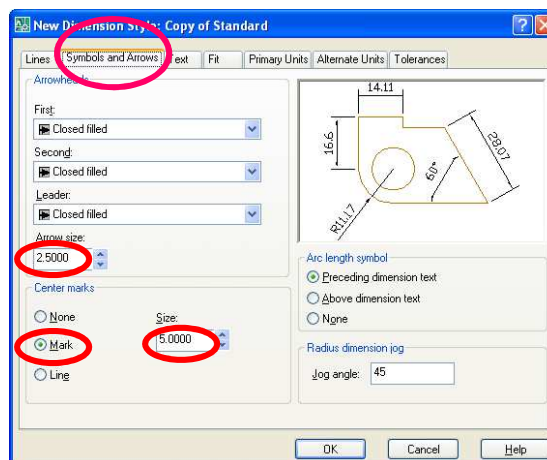 New Dimension Style: Copy of Standard
Lines Symbols and Arrows Text Fit Primary Units Alternate Units Tolerances
Arrowheads
First:
Closed filled
Second:
Closed filled
Leader:
Closed filled
Arrow size:
2.5000
Center marks
None
Mark
Line
Size:
5.0000
14.11
16.6
28.07
60°
R11.17
Arc length symbol
Preceding dimension text
Above dimension text
None
Radius dimension jog
Jog angle: 45
OK Cancel Help